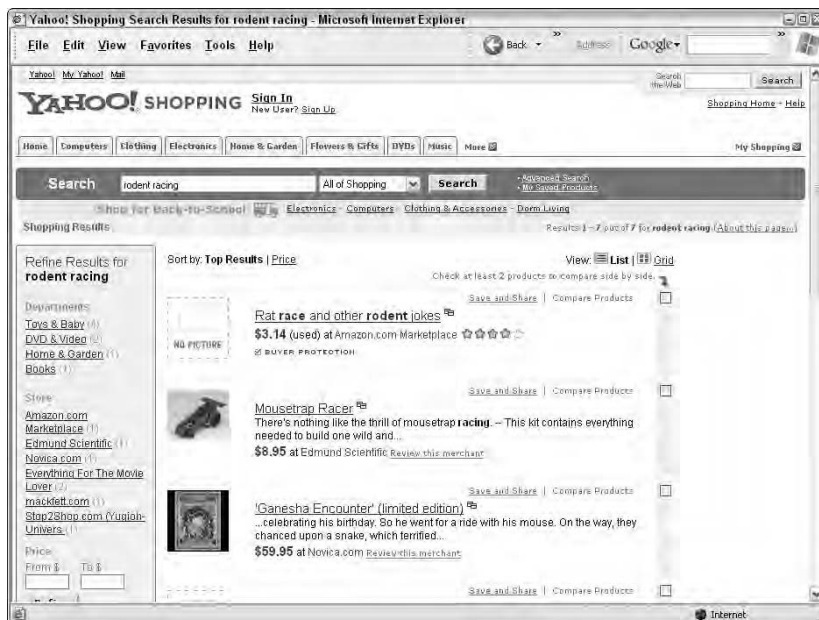 Yahoo! Shopping Search Results for rodent racing - Microsoft Internet Explorer
File Edit View Favorites Tools Help
Back
Address
Google
Yahoo! My Yahoo! Mail
Search the Web
Search
YAHOO! SHOPPING
Sign In
New User? Sign Up
Shopping Home - Help
Home Computers Clothing Electronics Home & Garden Flowers & Gifts DVDs Music More
My Shopping
Search
rodent racing
All of Shopping
Search
Advanced Search
My Saved Products
Shop for Back-to-School Electronics - Computers - Clothing & Accessories - Dorm Living
Shopping Results
Results 1 - 7 out of 7 for rodent racing (About this page...)
Refine Results for
rodent racing
Departments
Toys & Baby
DVD & Video
Home & Garden (1)
Books (1)
Store
Amazon.com
Marketplace (1)
Edmund Scientific (1)
Novica.com (1)
Everything For The Movie
Lover (2)
mackfett.com (1)
Stop2Shop.com (Yugioh-
Univers (1)
Price
From $ To $
Sort by: Top Results | Price
View: List | Grid
Check at least 2 products to compare side by side.
Save and Share | Compare Products
NO PICTURE
Rat race and other rodent jokes
$3.14 (used) at Amazon.com Marketplace
BUYER PROTECTION
Save and Share | Compare Products
Mousetrap Racer
There's nothing like the thrill of mousetrap racing. -- This kit contains everything
needed to build one wild and...
$8.95 at Edmund Scientific Review this merchant
Save and Share | Compare Products
'Ganesha Encounter' (limited edition)
...celebrating his birthday. So he went for a ride with his mouse. On the way, they
chanced upon a snake, which terrified...
$59.95 at Novica.com Review this merchant
Save and Share | Compare Products
Internet